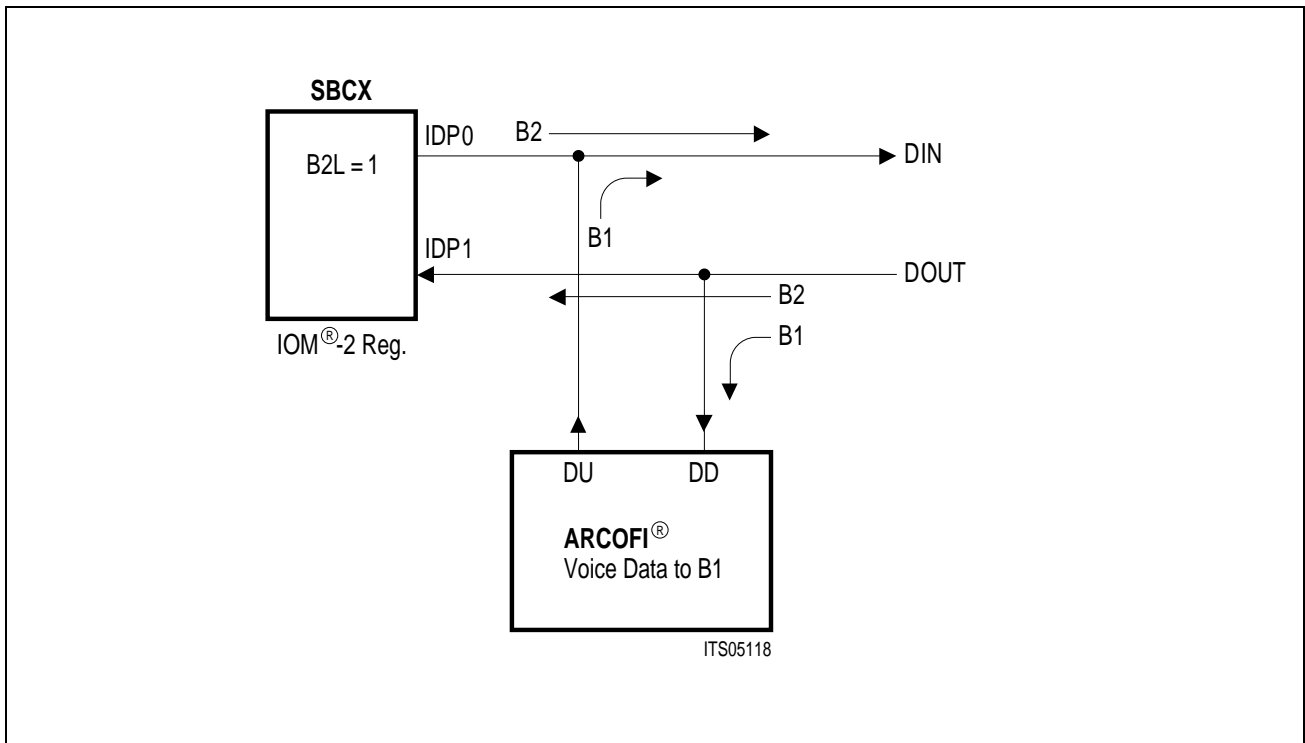 SBCX
B2L = 1
IDP0
B2
DIN
B1
IDP1
DOUT
B2
B1
IOM®-2 Reg.
DU DD
ARCOFI®
Voice Data to B1
ITS05118